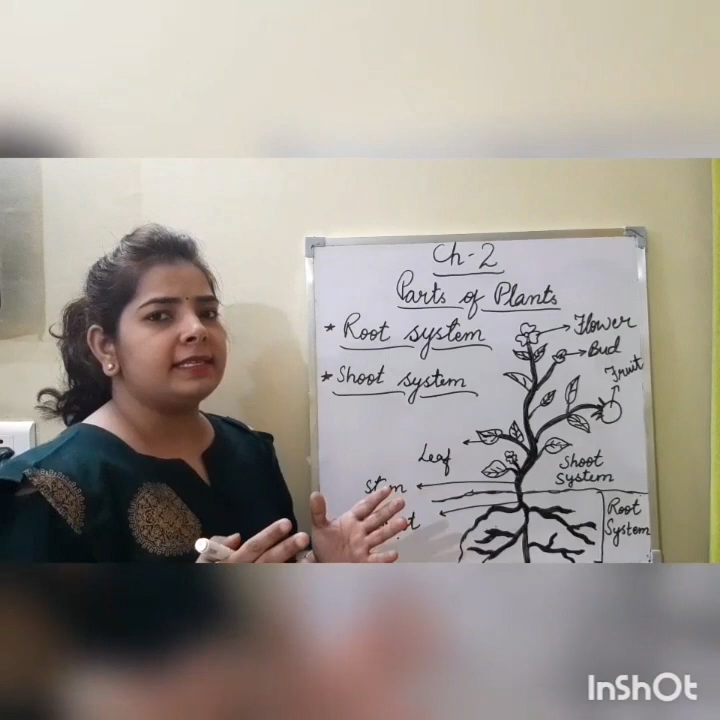 Ch-2
Parts of Plants
* Root system
* Shoot system
Flower
Bud
Fruit
Leaf
Shoot
System
Stem
Root
System
InShOt